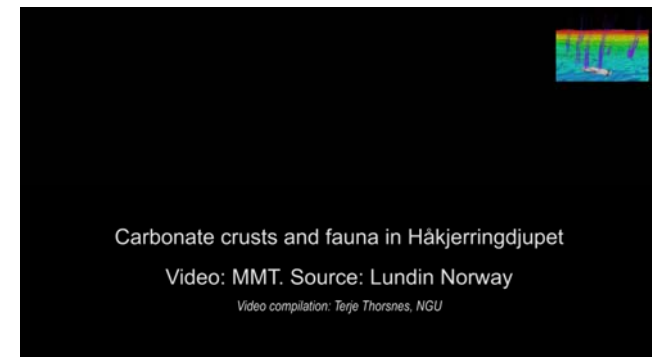 Carbonate crusts and fauna in Håkjerringdjupet
Video: MMT. Source: Lundin Norway
Video compilation: Terje Thorsnes, NGU